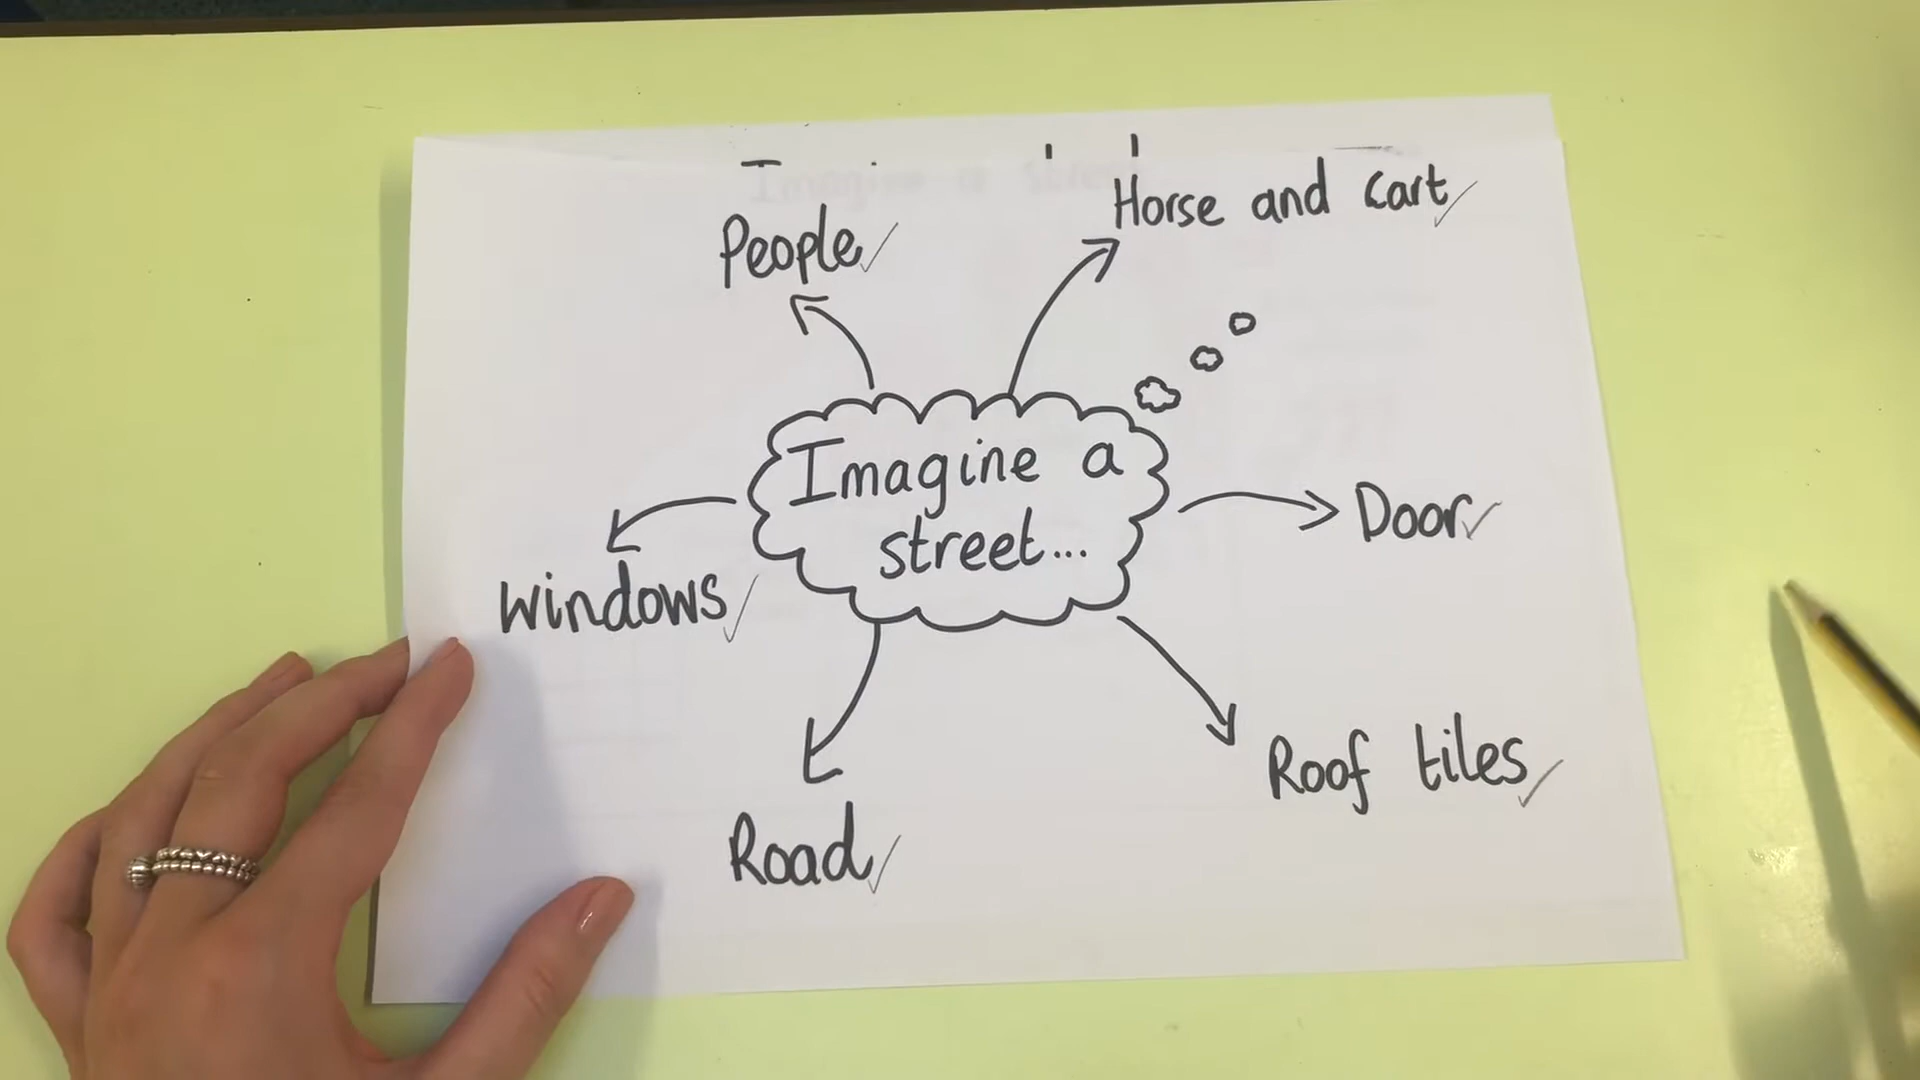 People
Horse and cart
Imagine a
street...
Door
windows
Roof tiles
Road